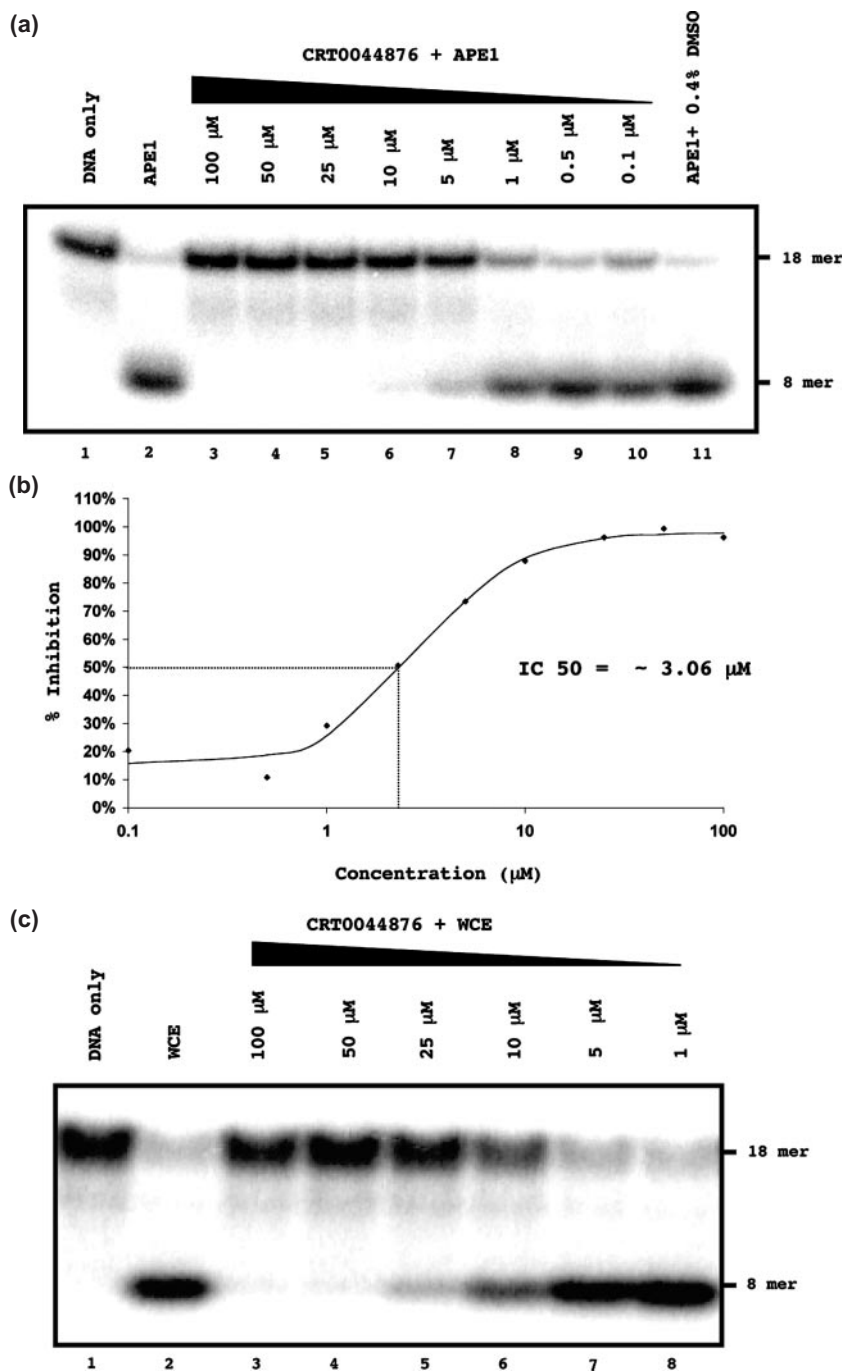 (a)
CRT0044876 + APE1
DNA only
APE1
100 µM
50 µM
25 µM
10 µM
5 µM
1 µM
0.5 µM
0.1 µM
APE1+ 0.4% DMSO
18 mer
8 mer
1 2 3 4 5 6 7 8 9 10 11
(b)
110%
100%
90%
80%
70%
60%
50%
40%
30%
20%
10%
0%
% Inhibition
IC 50 = ~ 3.06 µM
0.1 1 10 100
Concentration (µM)
(c)
CRT0044876 + WCE
DNA only
WCE
100 µM
50 µM
25 µM
10 µM
5 µM
1 µM
18 mer
8 mer
1 2 3 4 5 6 7 8